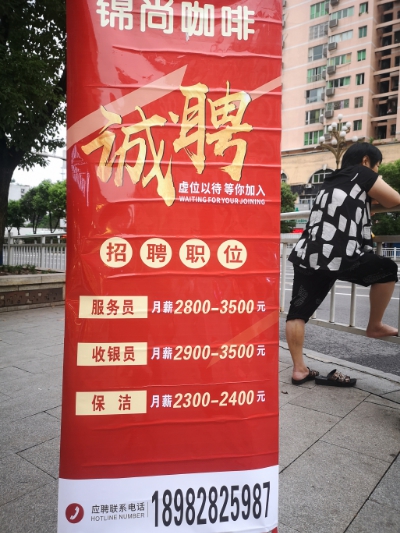 锦尚咖啡
诚聘
虚位以待 等你加入
WAITING FOR YOUR JOINING
招聘职位
服务员 月薪2800-3500元
收银员 月薪2900-3500元
保洁 月薪2300-2400元
应聘联系电话 18982825987
HOTLINE NUMBER